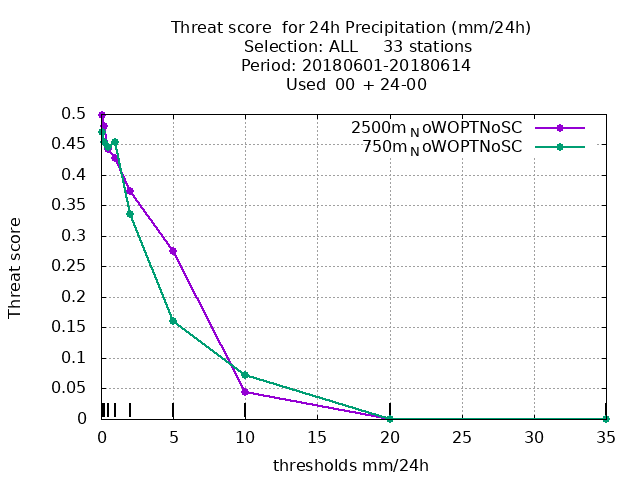 Threat score  for 24h Precipitation (mm/24h)
Selection: ALL     33 stations
Period: 20180601-20180614
Used  00  + 24-00
2500m_NoWOPTNoSC
750m_NoWOPTNoSC
0.5
0.45
0.4
0.35
0.3
0.25
0.2
0.15
0.1
0.05
0
Threat score
0 5 10 15 20 25 30 35
thresholds mm/24h